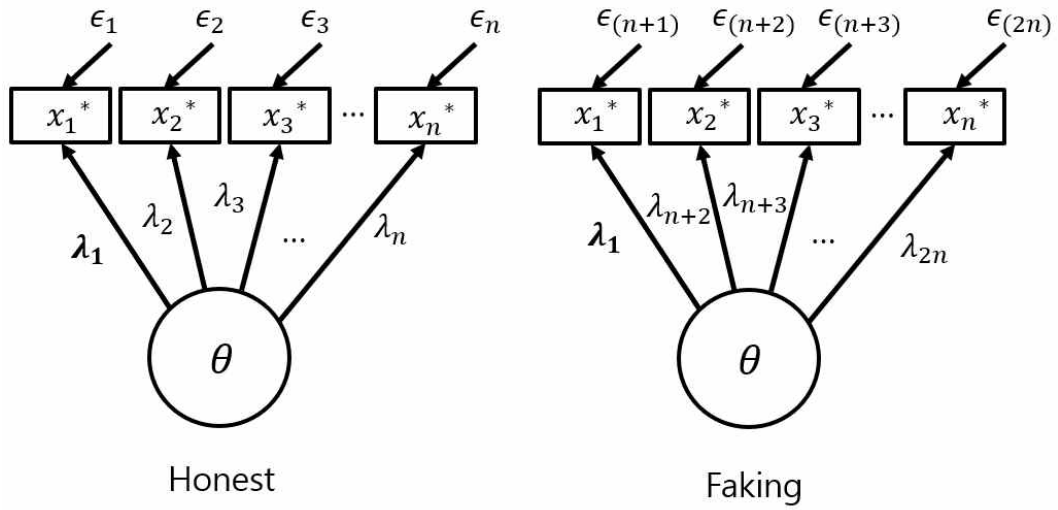 ϵ₁ ϵ₂ ϵ₃ ϵₙ
x₁* x₂* x₃* ... xₙ*
λ₁ λ₂ λ₃ ... λₙ
θ
Honest
ϵ₍ₙ₊₁₎ ϵ₍ₙ₊₂₎ ϵ₍ₙ₊₃₎ ϵ₍₂ₙ₎
x₁* x₂* x₃* ... xₙ*
λ₁ λₙ₊₂ λₙ₊₃ ... λ₂ₙ
θ
Faking